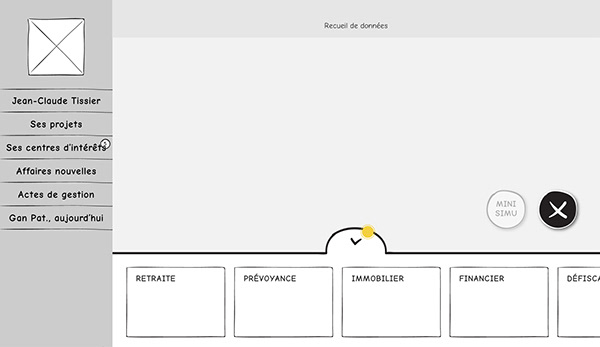 Recueil de données
Jean-Claude Tissier
Ses projets
Ses centres d'intérêts
Affaires nouvelles
Actes de gestion
Gan Pat., aujourd'hui
MINI
SIMU
RETRAITE
PRÉVOYANCE
IMMOBILIER
FINANCIER
DÉFISCA